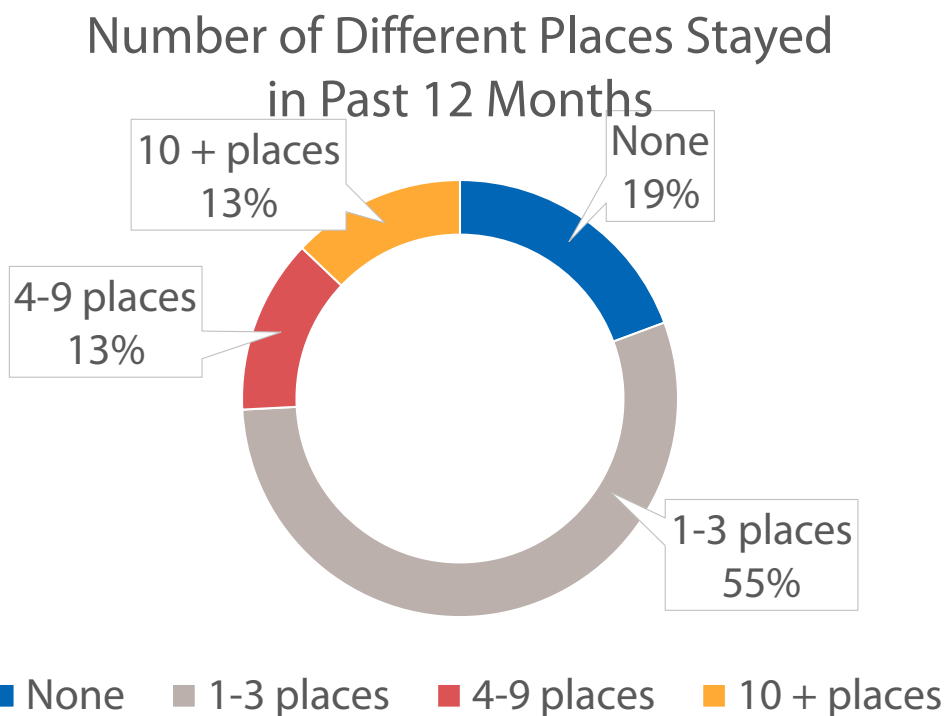 Number of Different Places Stayed
in Past 12 Months
10 + places
13%
None
19%
4-9 places
13%
1-3 places
55%
None 1-3 places 4-9 places 10 + places